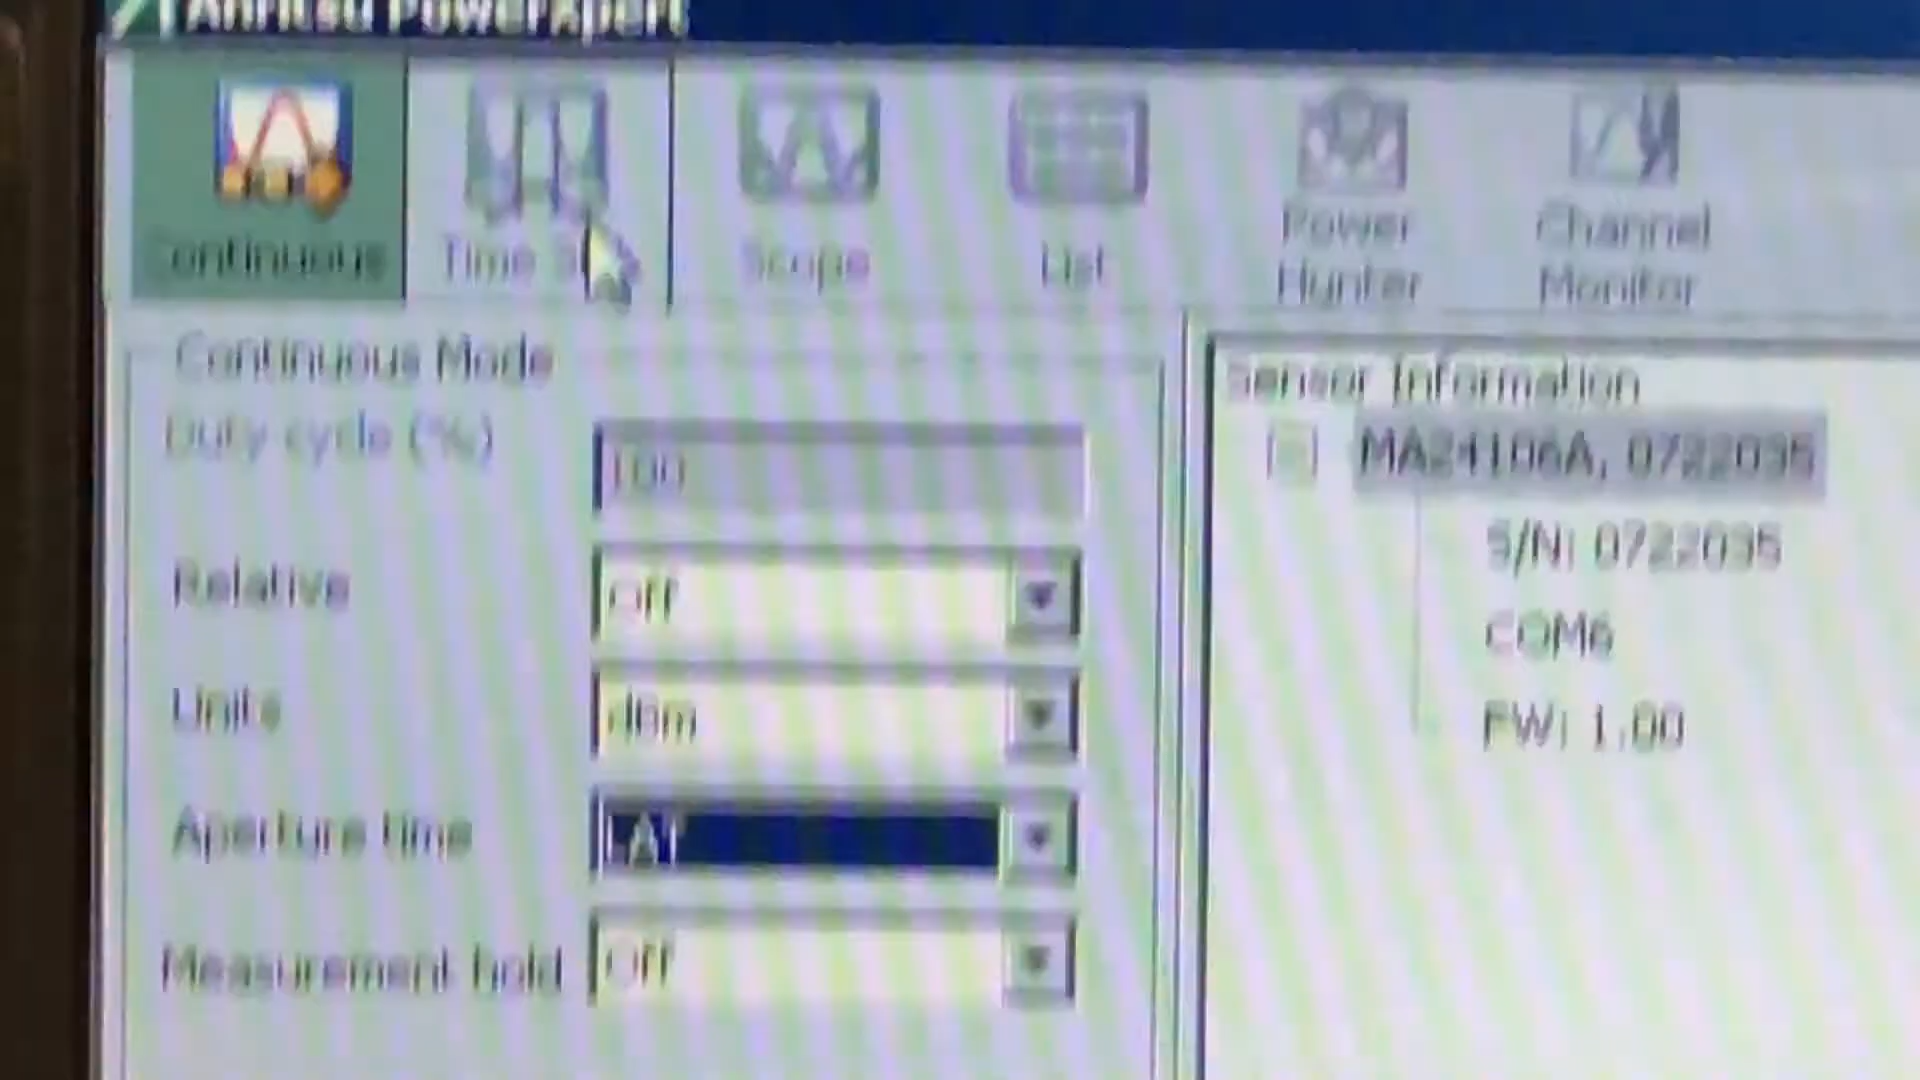 Anritsu PowerXpert
Continuous
Time
Scope
List
Power
Hunter
Channel
Monitor
Continuous Mode
Duty cycle (%)
100
Relative
Off
Units
dBm
Aperture time
Measurement hold
Off
Sensor Information
MA24106A, 0722035
S/N: 0722035
COM6
FW: 1.00